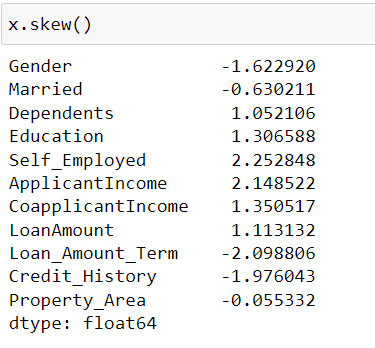 x.skew()
Gender -1.622920
Married -0.630211
Dependents 1.052106
Education 1.306588
Self_Employed 2.252848
ApplicantIncome 2.148522
CoapplicantIncome 1.350517
LoanAmount 1.113132
Loan_Amount_Term -2.098806
Credit_History -1.976043
Property_Area -0.055332
dtype: float64